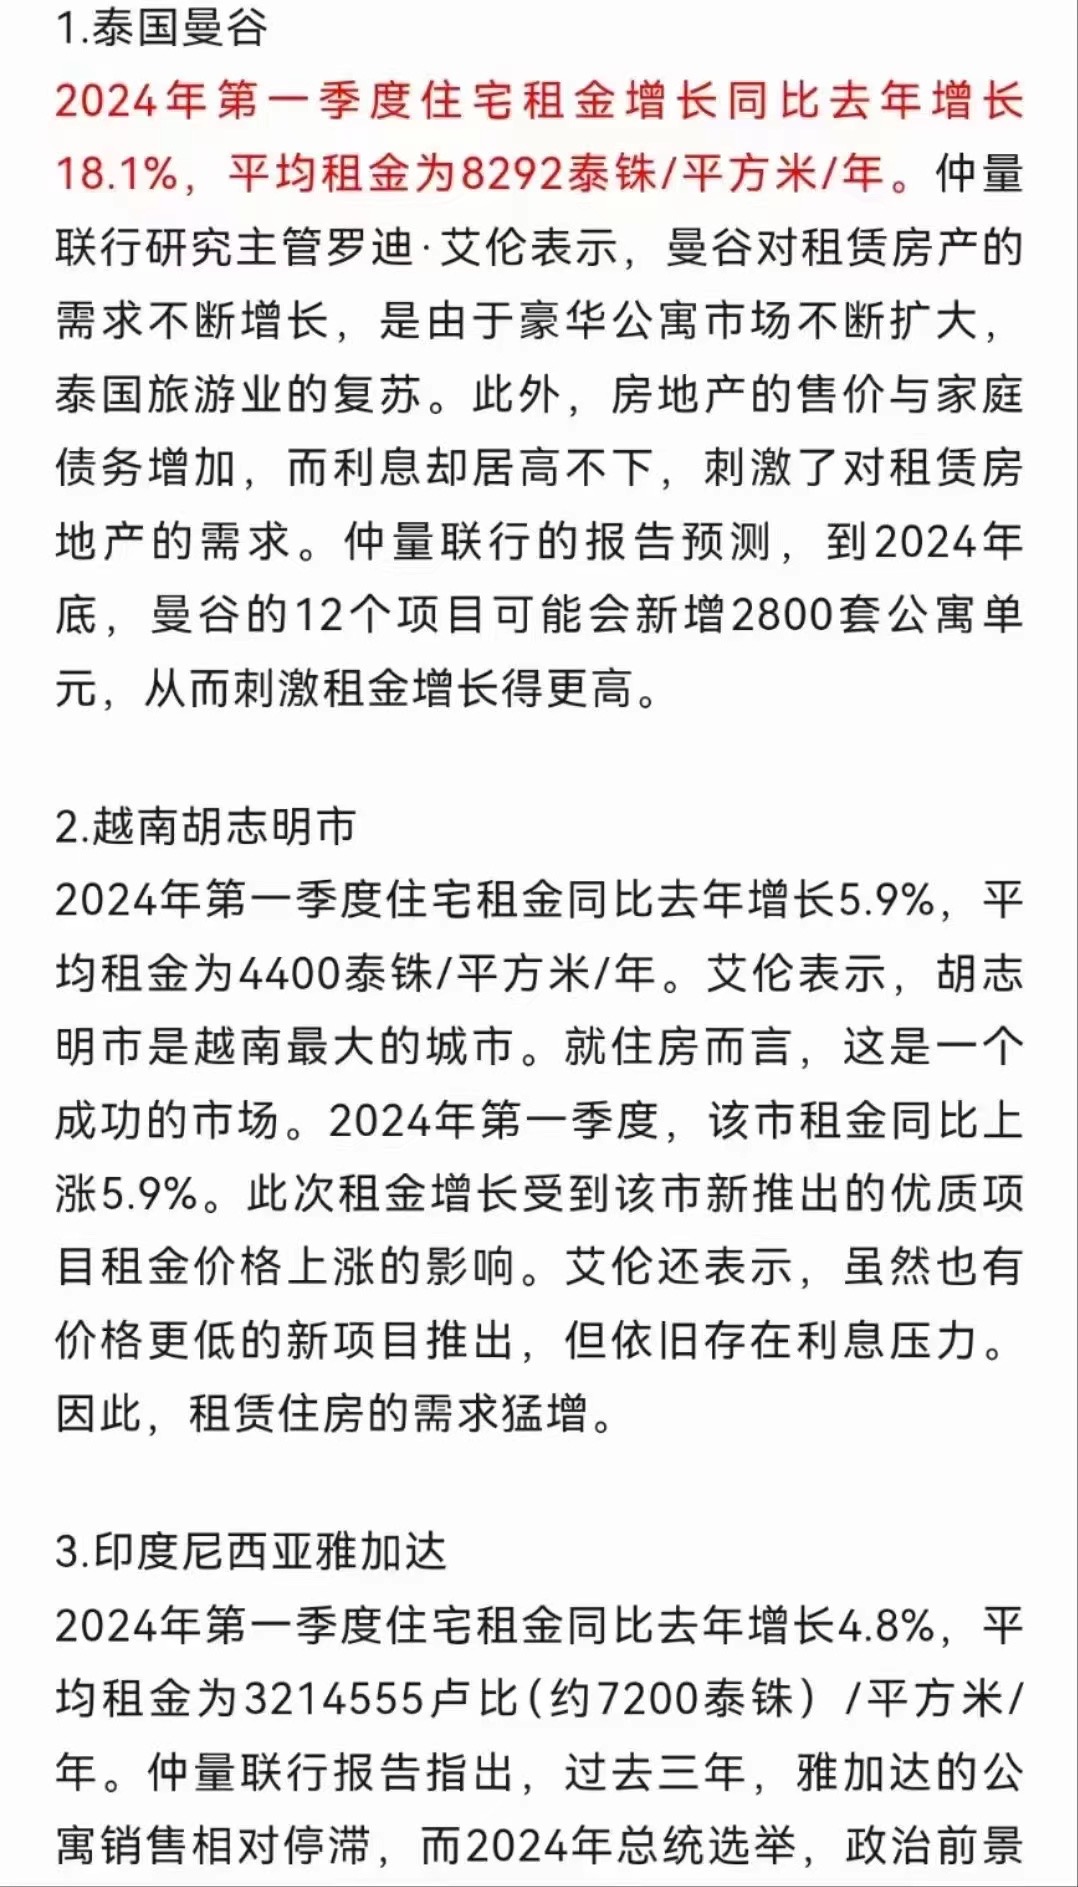 1.泰国曼谷
2024年第一季度住宅租金增长同比去年增长
18.1%，平均租金为8292泰铢/平方米/年。仲量
联行研究主管罗迪·艾伦表示，曼谷对租赁房产的
需求不断增长，是由于豪华公寓市场不断扩大，
泰国旅游业的复苏。此外，房地产的售价与家庭
债务增加，而利息却居高不下，刺激了对租赁房
地产的需求。仲量联行的报告预测，到2024年
底，曼谷的12个项目可能会新增2800套公寓单
元，从而刺激租金增长得更高。
2.越南胡志明市
2024年第一季度住宅租金同比去年增长5.9%，平
均租金为4400泰铢/平方米/年。艾伦表示，胡志
明市是越南最大的城市。就住房而言，这是一个
成功的市场。2024年第一季度，该市租金同比上
涨5.9%。此次租金增长受到该市新推出的优质项
目租金价格上涨的影响。艾伦还表示，虽然也有
价格更低的新项目推出，但依旧存在利息压力。
因此，租赁住房的需求猛增。
3.印度尼西亚雅加达
2024年第一季度住宅租金同比去年增长4.8%，平
均租金为3214555卢比(约7200泰铢）/平方米/
年。仲量联行报告指出，过去三年，雅加达的公
寓销售相对停滞，而2024年总统选举，政治前景